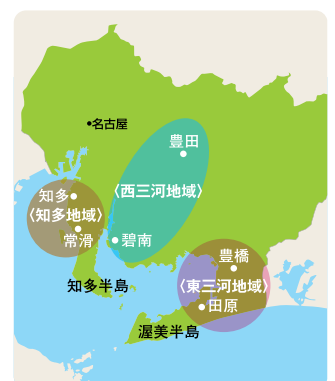 名古屋
豊田
〈西三河地域〉
知多
〈知多地域〉
常滑
碧南
豊橋
〈東三河地域〉
田原
知多半島
渥美半島